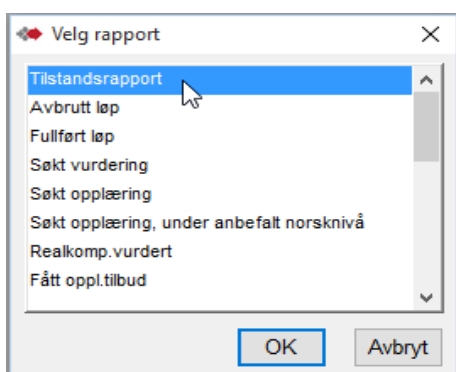 Velg rapport
Tilstandsrapport
Avbrutt løp
Fullført løp
Søkt vurdering
Søkt opplæring
Søkt opplæring, under anbefalt norsknivå
Realkomp.vurdert
Fått oppl.tilbud
OK Avbryt